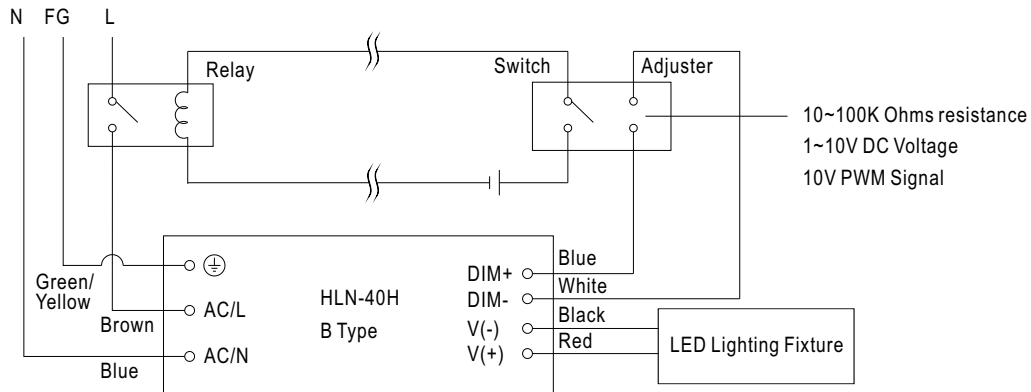 N FG L
Relay
Switch
Adjuster
10~100K Ohms resistance
1~10V DC Voltage
10V PWM Signal
Green/
Yellow
Brown
Blue
AC/L
AC/N
HLN-40H
B Type
DIM+
DIM-
V(-)
V(+)
Blue
White
Black
Red
LED Lighting Fixture